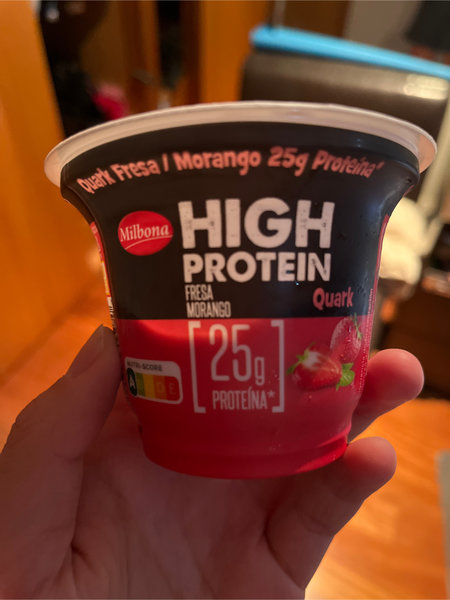 Quark Fresa / Morango 25g Proteína*
Milbona
HIGH
PROTEIN
FRESA
MORANGO
Quark
25g
PROTEÍNA*
NUTRI-SCORE
A
D E